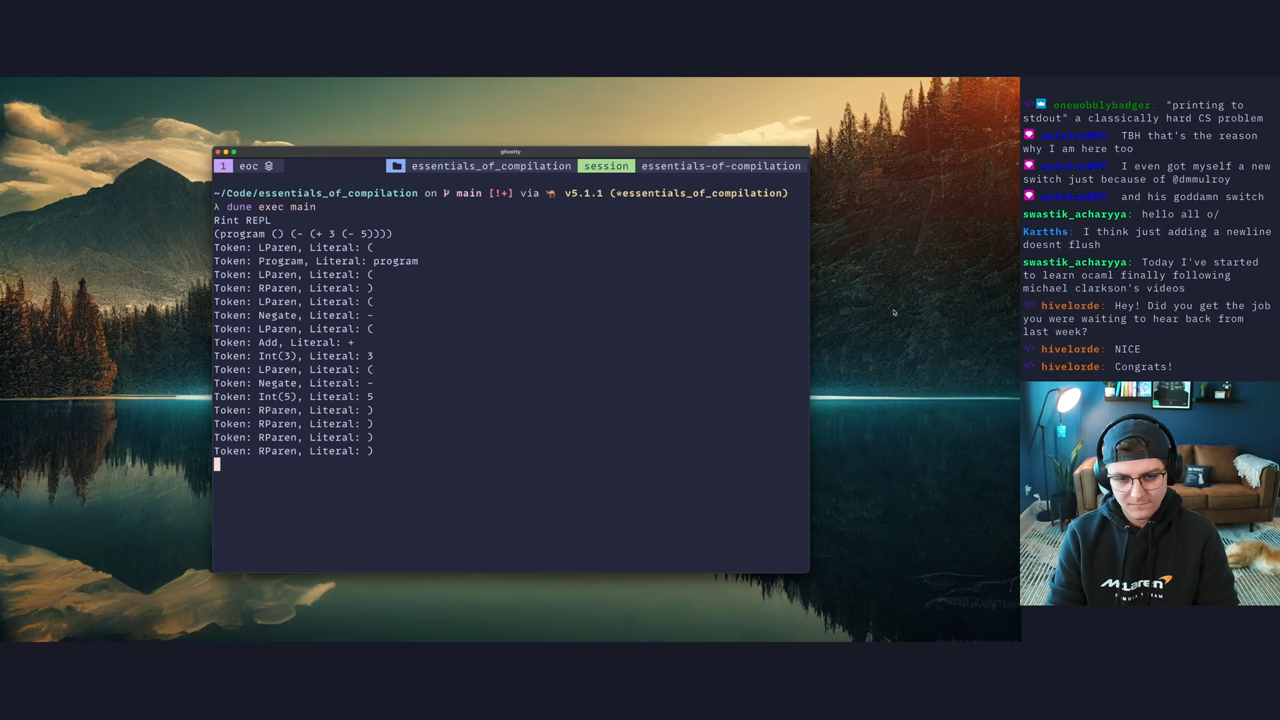 ghostty
1 eoc essentials_of_compilation session essentials-of-compilation
~/Code/essentials_of_compilation on main [!+] via 🐫 v5.1.1 (*essentials_of_compilation)
λ dune exec main
Rint REPL
(program () (- (+ 3 (- 5))))
Token: LParen, Literal: (
Token: Program, Literal: program
Token: LParen, Literal: (
Token: RParen, Literal: )
Token: LParen, Literal: (
Token: Negate, Literal: -
Token: LParen, Literal: (
Token: Add, Literal: +
Token: Int(3), Literal: 3
Token: LParen, Literal: (
Token: Negate, Literal: -
Token: Int(5), Literal: 5
Token: RParen, Literal: )
Token: RParen, Literal: )
Token: RParen, Literal: )
Token: RParen, Literal: )
onewobblybadger: "printing to
stdout" a classically hard CS problem
TBH that's the reason
why I am here too
I even got myself a new
switch just because of @dmmulroy
and his goddamn switch
swastik_acharyya: hello all o/
Kartths: I think just adding a newline
doesnt flush
swastik_acharyya: Today I've started
to learn ocaml finally following
michael clarkson's videos
hivelorde: Hey! Did you get the job
you were waiting to hear back from
last week?
hivelorde: NICE
hivelorde: Congrats!
McLaren